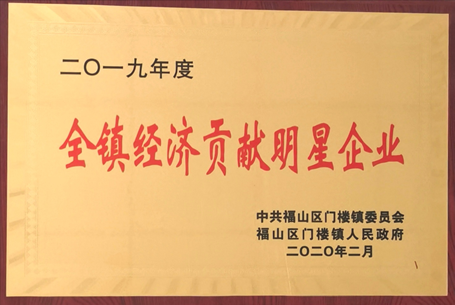 二〇一九年度
全镇经济贡献明星企业
中共福山区门楼镇委员会
福山区门楼镇人民政府
二〇二〇年二月